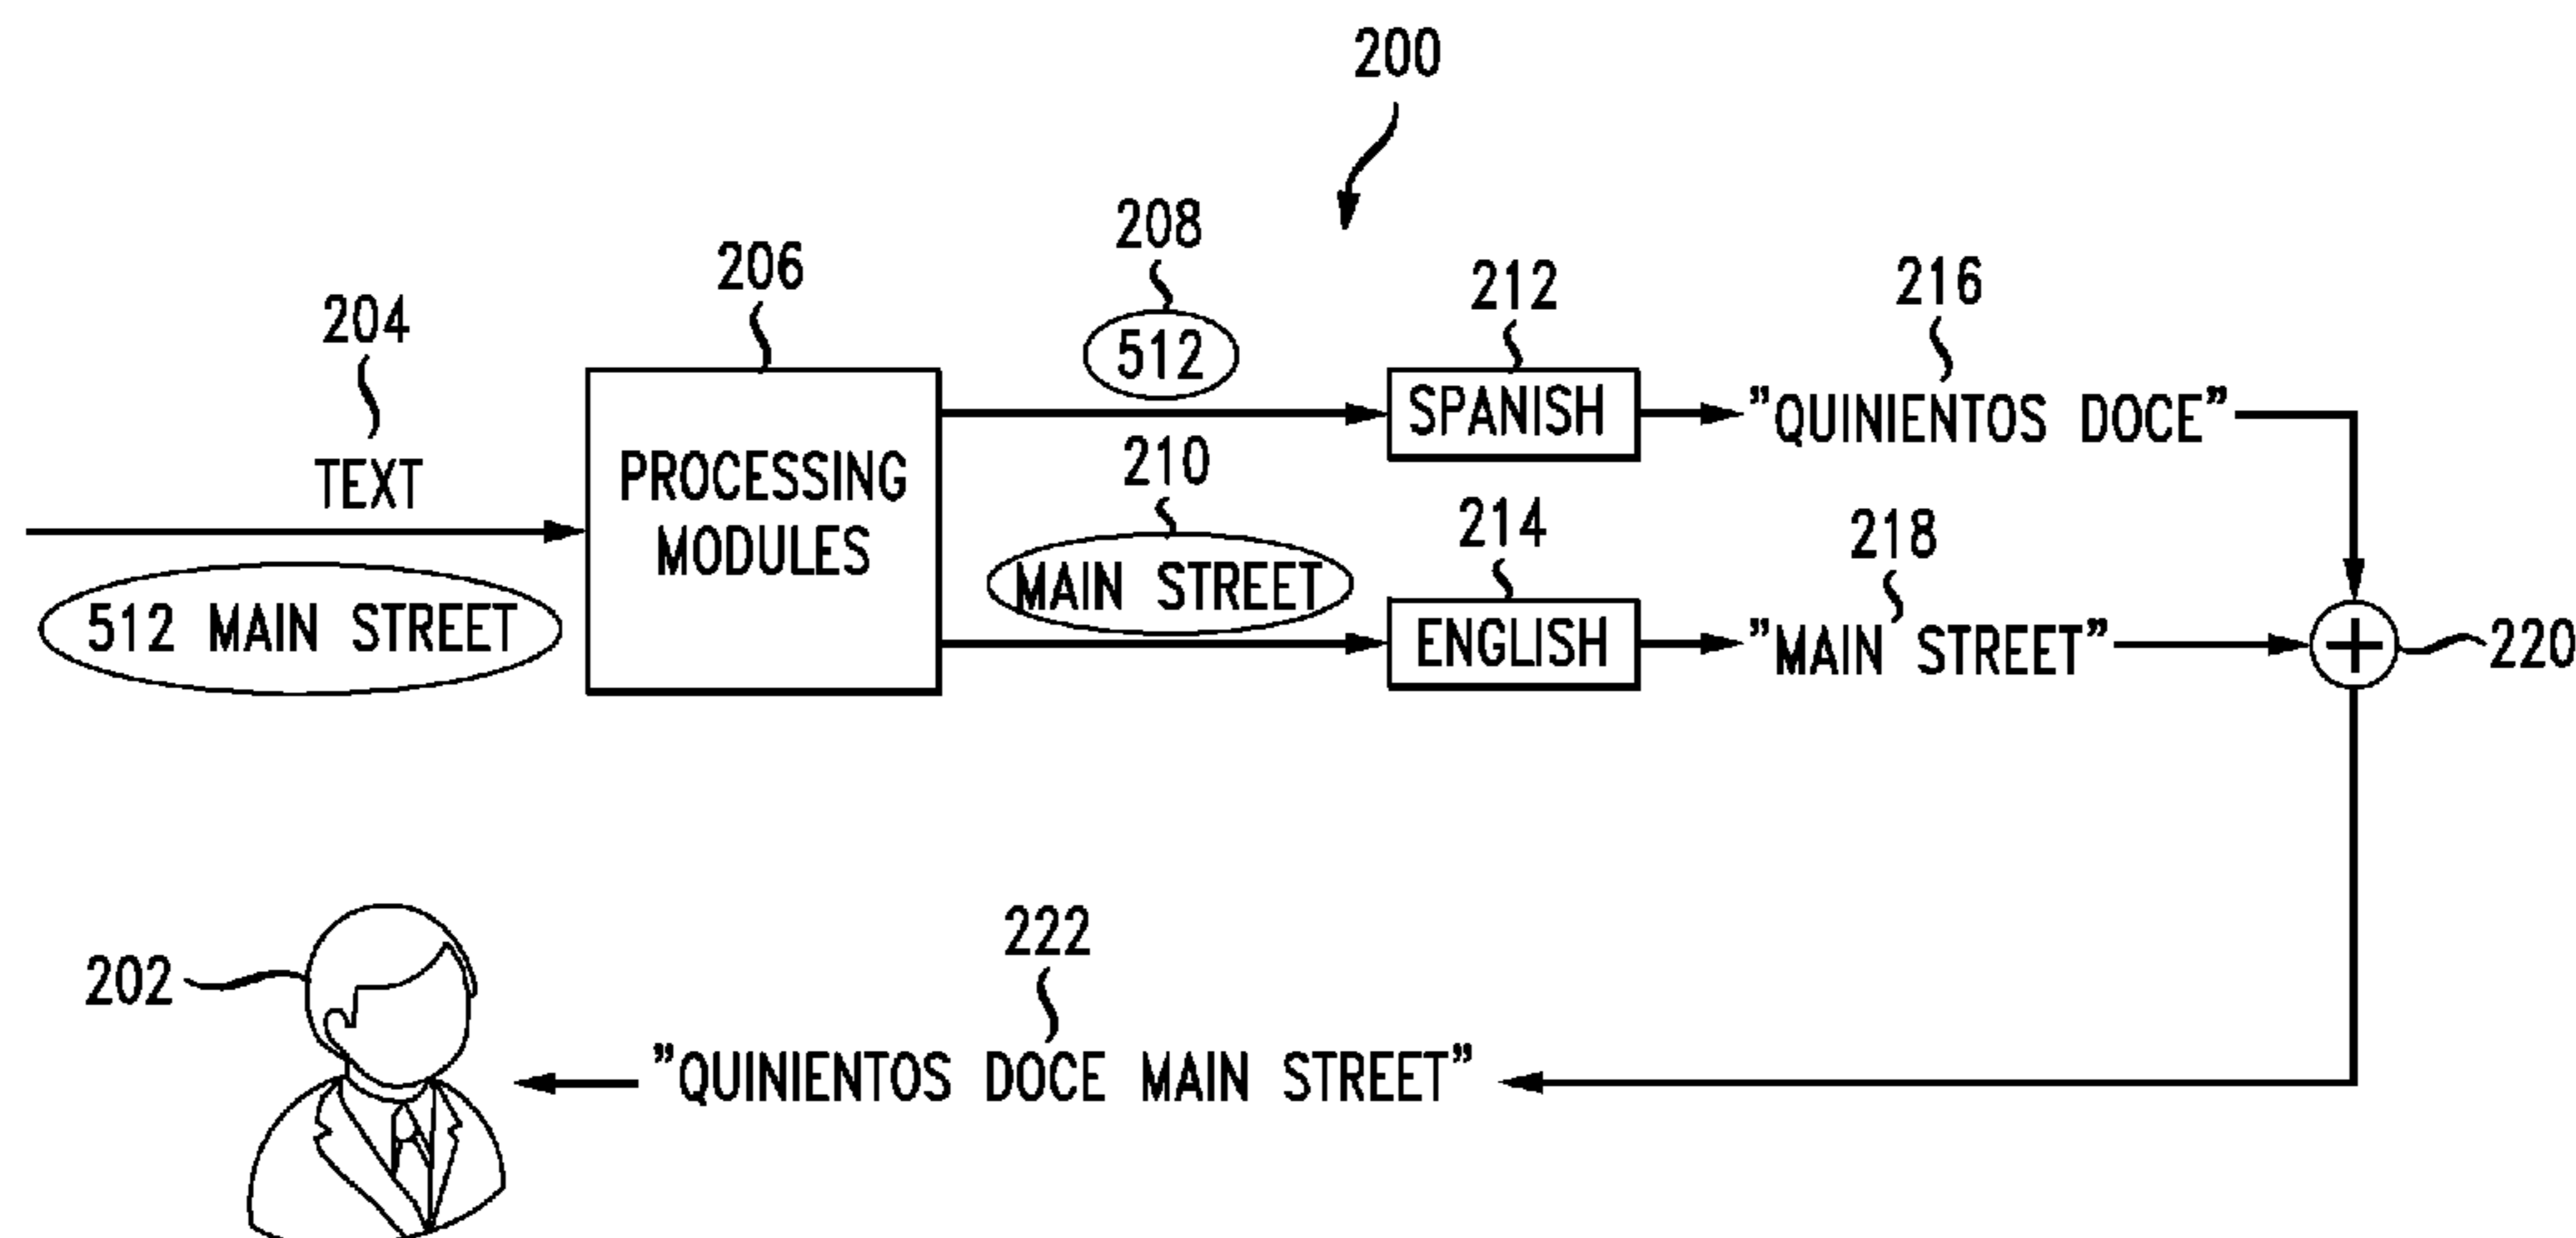 200
208
206
212
216
204
512
SPANISH
"QUINIENTOS DOCE"
210
PROCESSING
MODULES
TEXT
214
218
MAIN STREET
512 MAIN STREET
ENGLISH
"MAIN STREET"
220
222
202
"QUINIENTOS DOCE MAIN STREET"